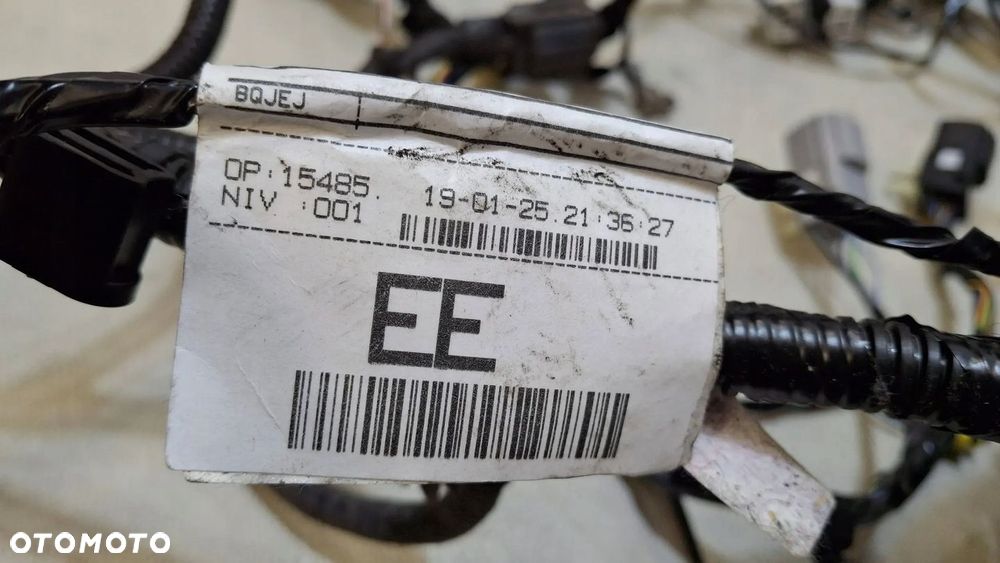 BQJEJ
OP:15485. 19-01-25.21:36:27
NIV :001
EE
OTOMOTO